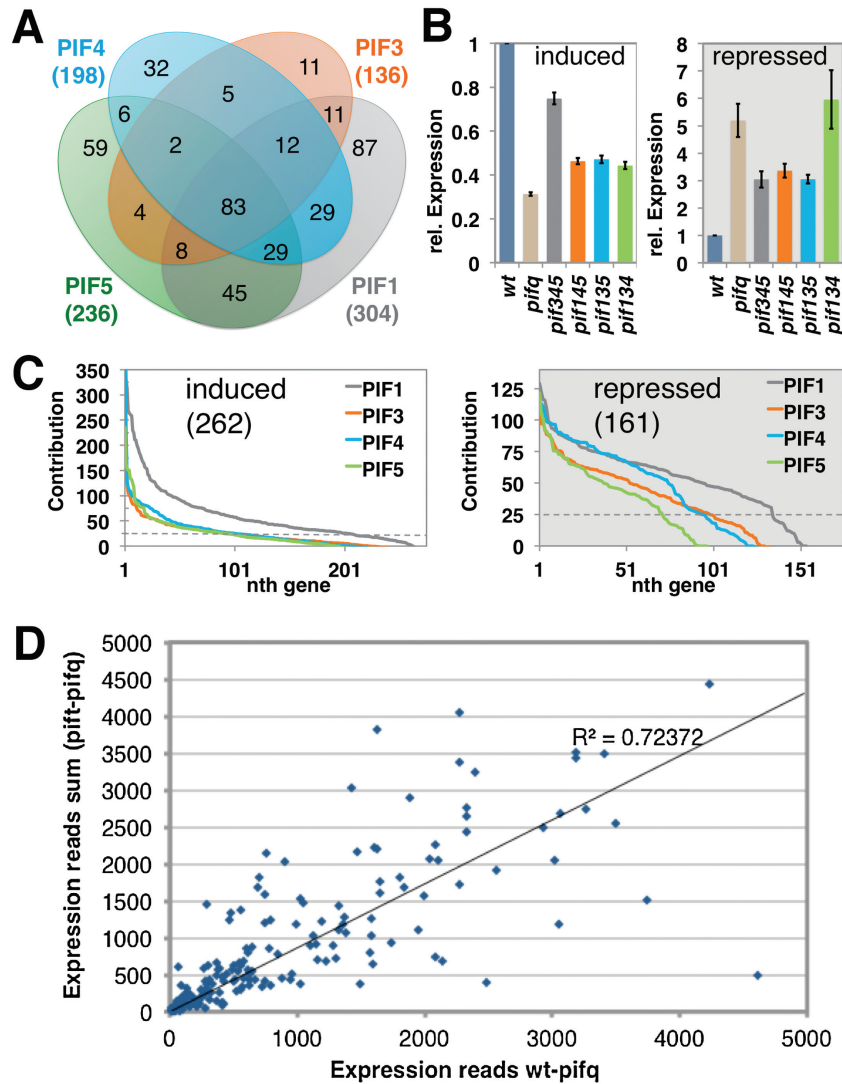 A
PIF4
(198)
PIF3
(136)
32
11
5
6
11
59
2
12
87
4
83
29
8
29
45
PIF5
(236)
PIF1
(304)
B
induced
rel. Expression
1
0.8
0.6
0.4
0.2
0
wt
pifq
pif345
pif145
pif135
pif134
repressed
rel. Expression
8
7
6
5
4
3
2
1
0
wt
pifq
pif345
pif145
pif135
pif134
C
induced
(262)
Contribution
350
300
250
200
150
100
50
0
PIF1
PIF3
PIF4
PIF5
1 101 201
nth gene
repressed
(161)
Contribution
125
100
75
50
25
0
PIF1
PIF3
PIF4
PIF5
1 51 101 151
nth gene
D
Expression reads sum (pift-pifq)
5000
4500
4000
3500
3000
2500
2000
1500
1000
500
0
R² = 0.72372
0 1000 2000 3000 4000 5000
Expression reads wt-pifq